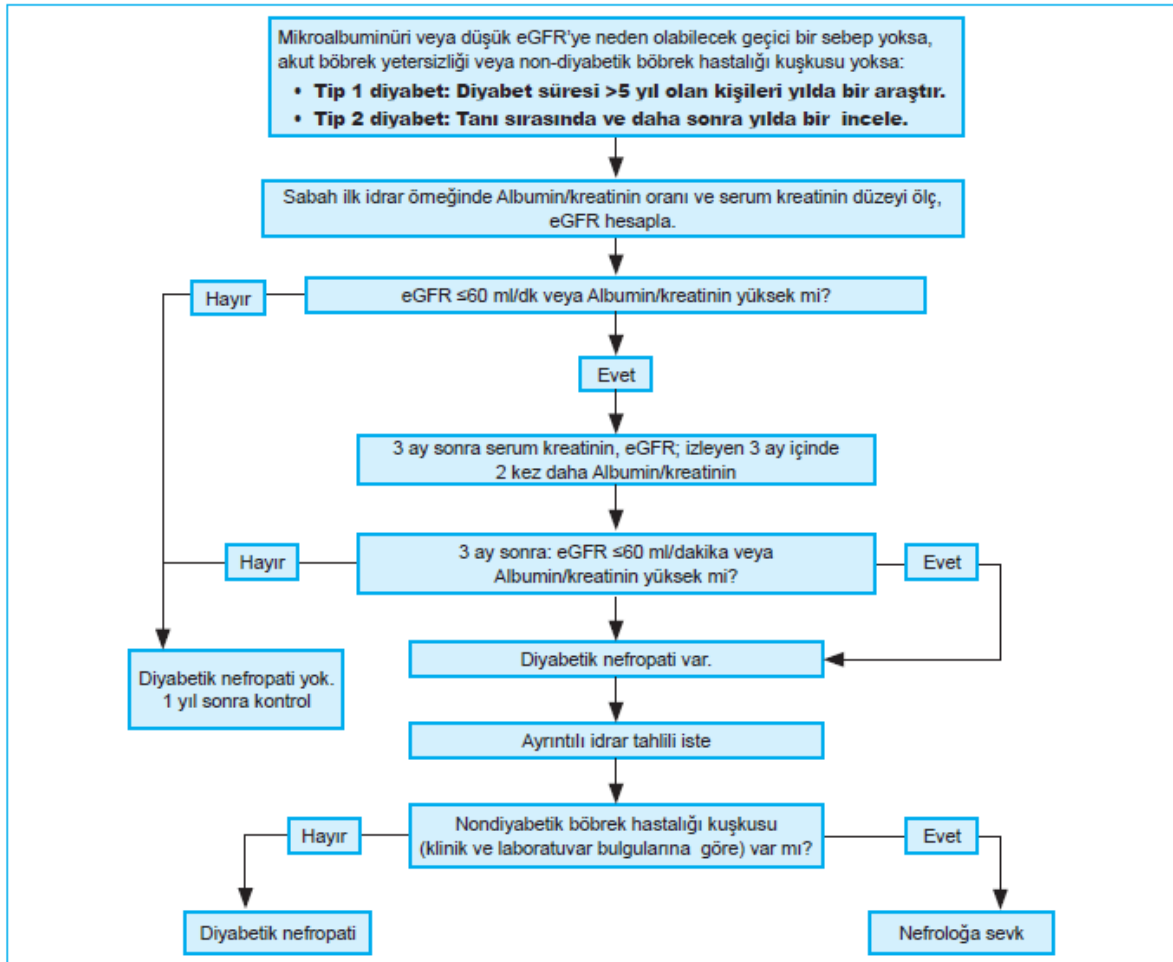 Mikroalbuminüri veya düşük eGFR'ye neden olabilecek geçici bir sebep yoksa,
akut böbrek yetersizliği veya non-diyabetik böbrek hastalığı kuşkusu yoksa:
• Tip 1 diyabet: Diyabet süresi >5 yıl olan kişileri yılda bir araştır.
• Tip 2 diyabet: Tanı sırasında ve daha sonra yılda bir incele.
Sabah ilk idrar örneğinde Albumin/kreatinin oranı ve serum kreatinin düzeyi ölç,
eGFR hesapla.
Hayır
eGFR ≤60 ml/dk veya Albumin/kreatinin yüksek mi?
Evet
3 ay sonra serum kreatinin, eGFR; izleyen 3 ay içinde
2 kez daha Albumin/kreatinin
Hayır
3 ay sonra: eGFR ≤60 ml/dakika veya
Albumin/kreatinin yüksek mi?
Evet
Diyabetik nefropati yok.
1 yıl sonra kontrol
Diyabetik nefropati var.
Ayrıntılı idrar tahlili iste
Hayır
Nondiyabetik böbrek hastalığı kuşkusu
(klinik ve laboratuvar bulgularına göre) var mı?
Evet
Diyabetik nefropati
Nefroloğa sevk